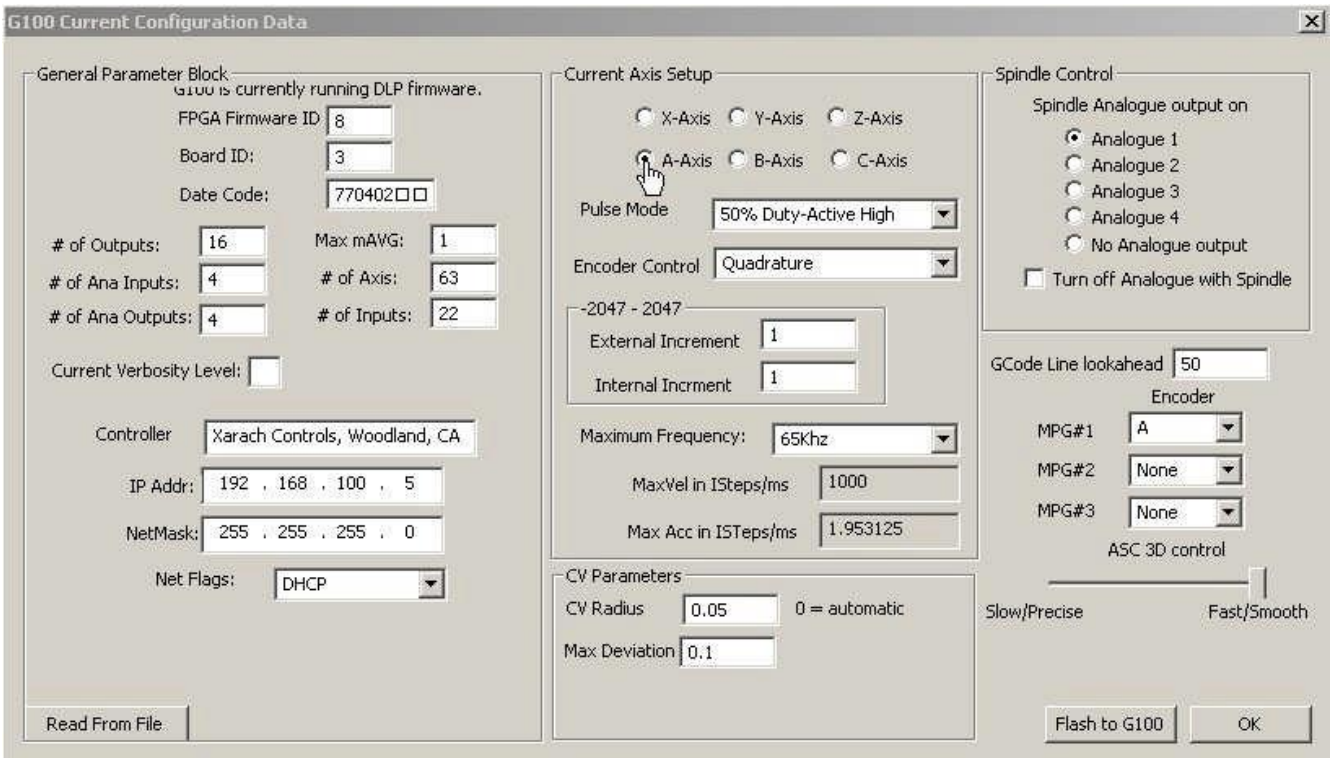 G100 Current Configuration Data
General Parameter Block
G100 is currently running DLP firmware.
FPGA Firmware ID 8
Board ID: 3
Date Code: 770402□□
# of Outputs: 16 Max mAVG: 1
# of Ana Inputs: 4 # of Axis: 63
# of Ana Outputs: 4 # of Inputs: 22
Current Verbosity Level:
Controller Xarach Controls, Woodland, CA
IP Addr: 192 . 168 . 100 . 5
NetMask: 255 . 255 . 255 . 0
Net Flags: DHCP
Read From File
Current Axis Setup
X-Axis Y-Axis Z-Axis
A-Axis B-Axis C-Axis
Pulse Mode 50% Duty-Active High
Encoder Control Quadrature
-2047 - 2047
External Increment 1
Internal Incrment 1
Maximum Frequency: 65Khz
MaxVel in ISteps/ms 1000
Max Acc in ISTeps/ms 1.953125
CV Parameters
CV Radius 0.05 0 = automatic
Max Deviation 0.1
Spindle Control
Spindle Analogue output on
Analogue 1
Analogue 2
Analogue 3
Analogue 4
No Analogue output
Turn off Analogue with Spindle
GCode Line lookahead 50
Encoder
MPG#1 A
MPG#2 None
MPG#3 None
ASC 3D control
Slow/Precise Fast/Smooth
Flash to G100 OK